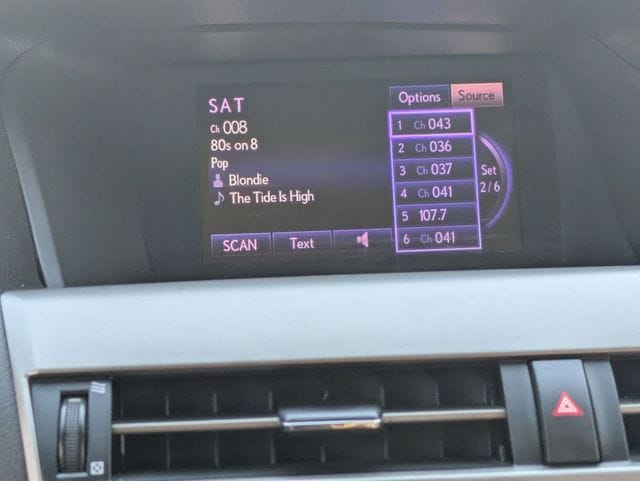 SAT
Ch 008
80s on 8
Pop
Blondie
The Tide Is High
SCAN
Text
Options
Source
1 Ch 043
2 Ch 036
3 Ch 037
4 Ch 041
5 107.7
6 Ch 041
Set
2/6